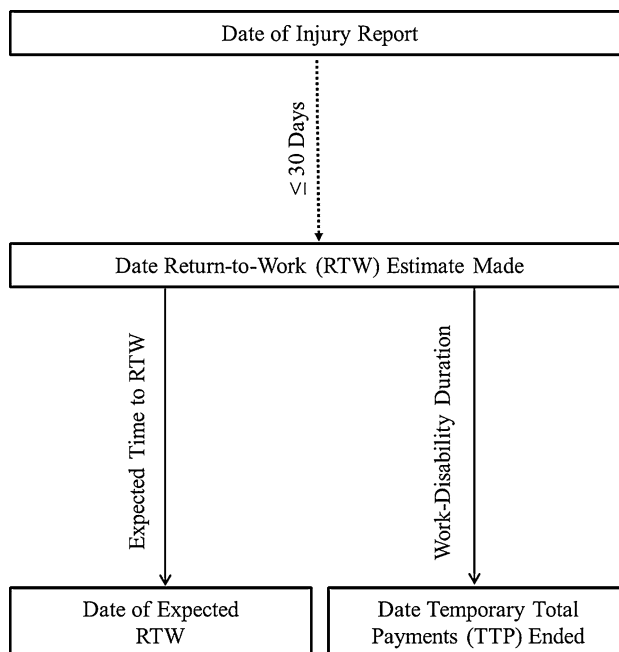 Date of Injury Report
≤ 30 Days
Date Return-to-Work (RTW) Estimate Made
Expected Time to RTW
Work-Disability Duration
Date of Expected
RTW
Date Temporary Total
Payments (TTP) Ended